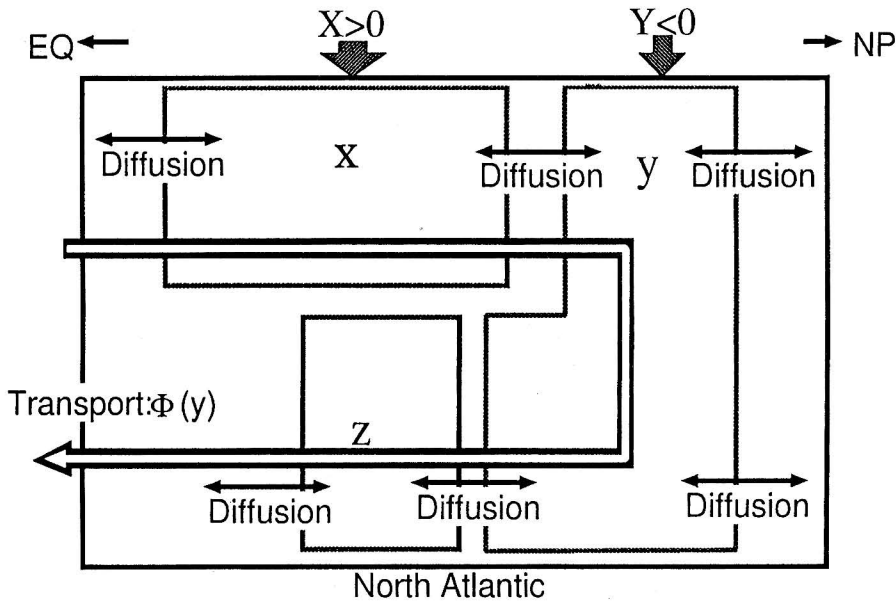 X>0
Y<0
EQ
NP
Diffusion
x
Diffusion
y
Diffusion
Transport:Φ(y)
z
Diffusion
Diffusion
Diffusion
North Atlantic